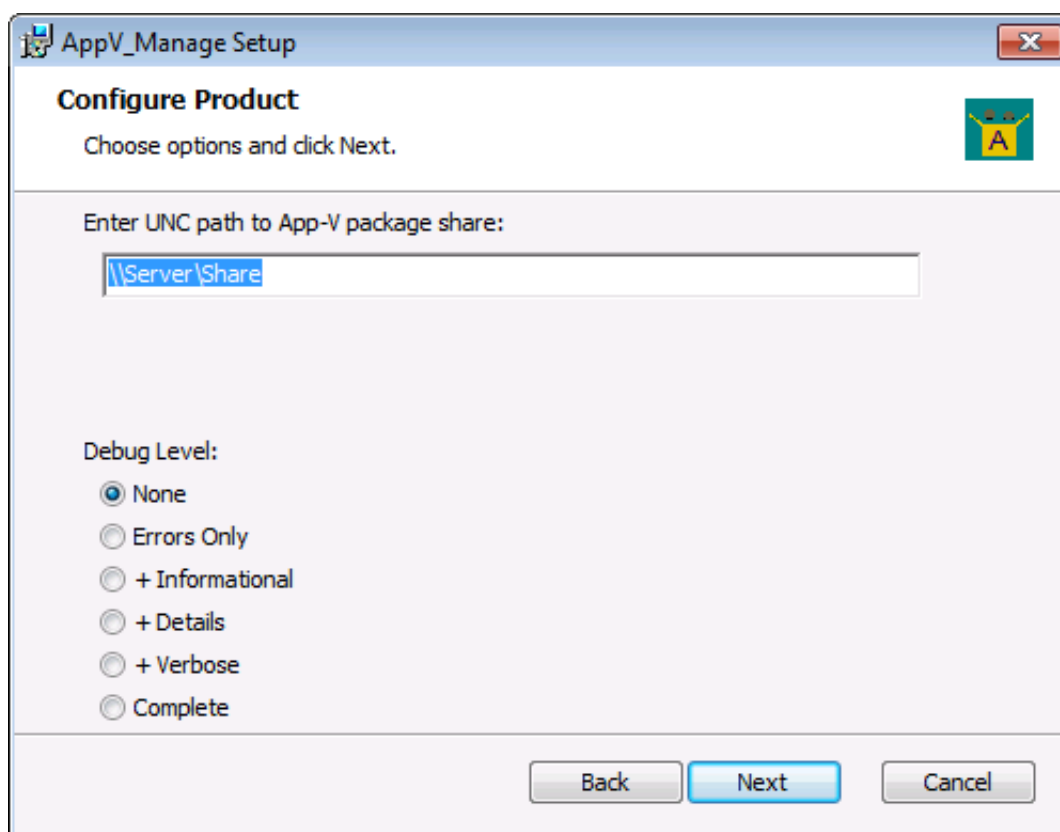 AppV_Manage Setup
Configure Product
Choose options and click Next.
A
Enter UNC path to App-V package share:
\\Server\Share
Debug Level:
None
Errors Only
+ Informational
+ Details
+ Verbose
Complete
Back Next Cancel